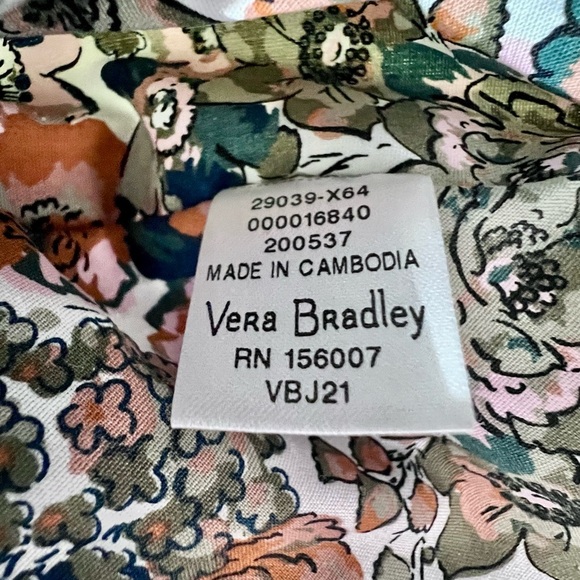 29039-X64
000016840
200537
MADE IN CAMBODIA
Vera Bradley
RN 156007
VBJ21